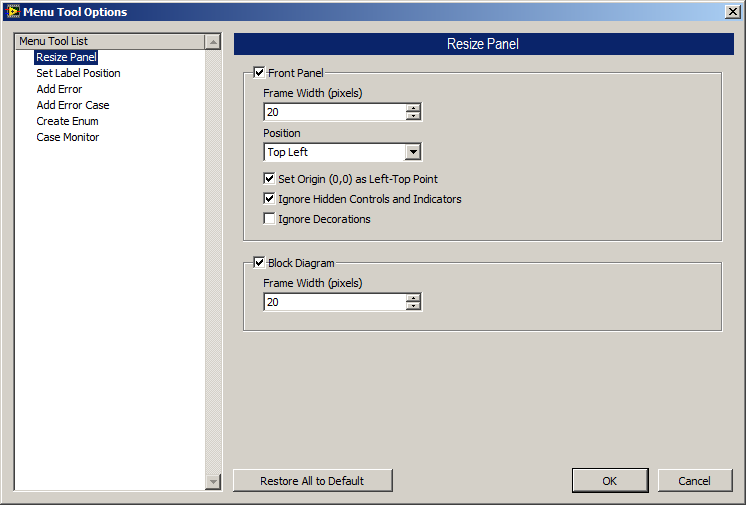 Menu Tool Options
Menu Tool List
Resize Panel
Set Label Position
Add Error
Add Error Case
Create Enum
Case Monitor
Resize Panel
Front Panel
Frame Width (pixels)
20
Position
Top Left
Set Origin (0,0) as Left-Top Point
Ignore Hidden Controls and Indicators
Ignore Decorations
Block Diagram
Frame Width (pixels)
20
Restore All to Default
OK
Cancel